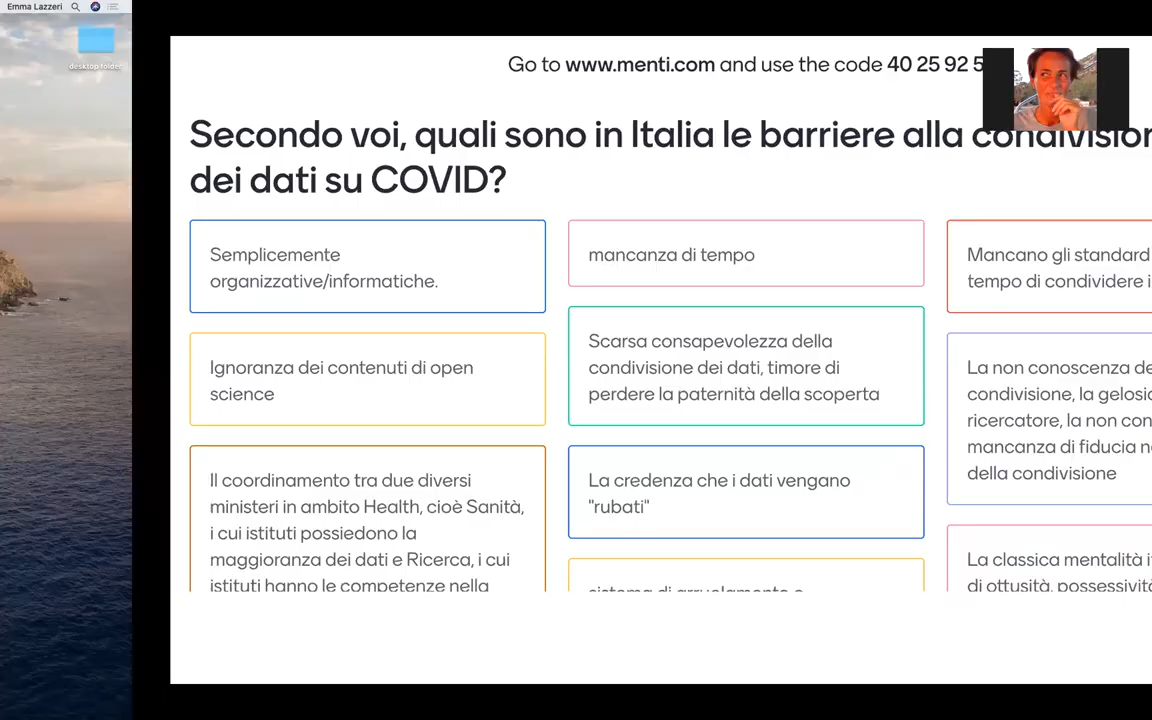 Emma Lazzeri
desktop folder
Go to www.menti.com and use the code 40 25 92 5
Secondo voi, quali sono in Italia le barriere alla condivision
dei dati su COVID?
Semplicemente
organizzative/informatiche.
Ignoranza dei contenuti di open
science
Il coordinamento tra due diversi
ministeri in ambito Health, cioè Sanità,
i cui istituti possiedono la
maggioranza dei dati e Ricerca, i cui
istituti hanno le competenze nella
mancanza di tempo
Scarsa consapevolezza della
condivisione dei dati, timore di
perdere la paternità della scoperta
La credenza che i dati vengano
"rubati"
sistema di arruolamento e
Mancano gli standard
tempo di condividere i
La non conoscenza de
condivisione, la gelosi
ricercatore, la non con
mancanza di fiducia n
della condivisione
La classica mentalità i
di ottusità, possessività